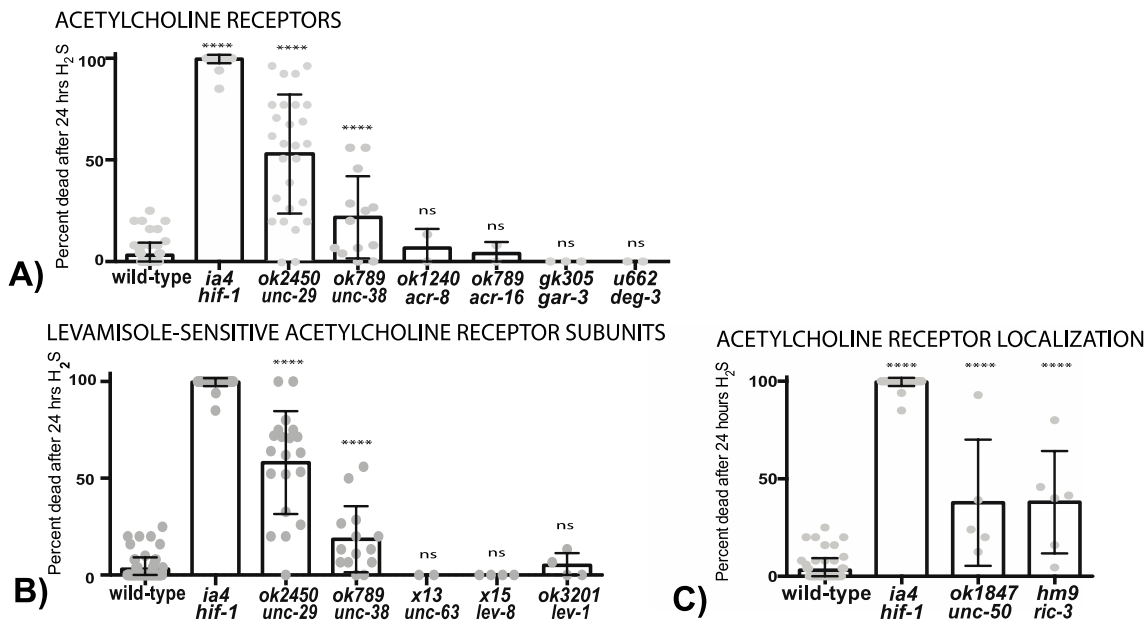 ACETYLCHOLINE RECEPTORS
Percent dead after 24 hrs H2S
100
50
0
**** **** **** ns ns ns ns
wild-type ia4 ok2450 ok789 ok1240 ok789 gk305 u662
hif-1 unc-29 unc-38 acr-8 acr-16 gar-3 deg-3
A)
LEVAMISOLE-SENSITIVE ACETYLCHOLINE RECEPTOR SUBUNITS
Percent dead after 24 hrs H2S
100
50
0
**** **** ns ns ns
wild-type ia4 ok2450 ok789 x13 x15 ok3201
hif-1 unc-29 unc-38 unc-63 lev-8 lev-1
B)
ACETYLCHOLINE RECEPTOR LOCALIZATION
Percent dead after 24 hours H2S
100
50
0
**** **** ****
wild-type ia4 ok1847 hm9
hif-1 unc-50 ric-3
C)